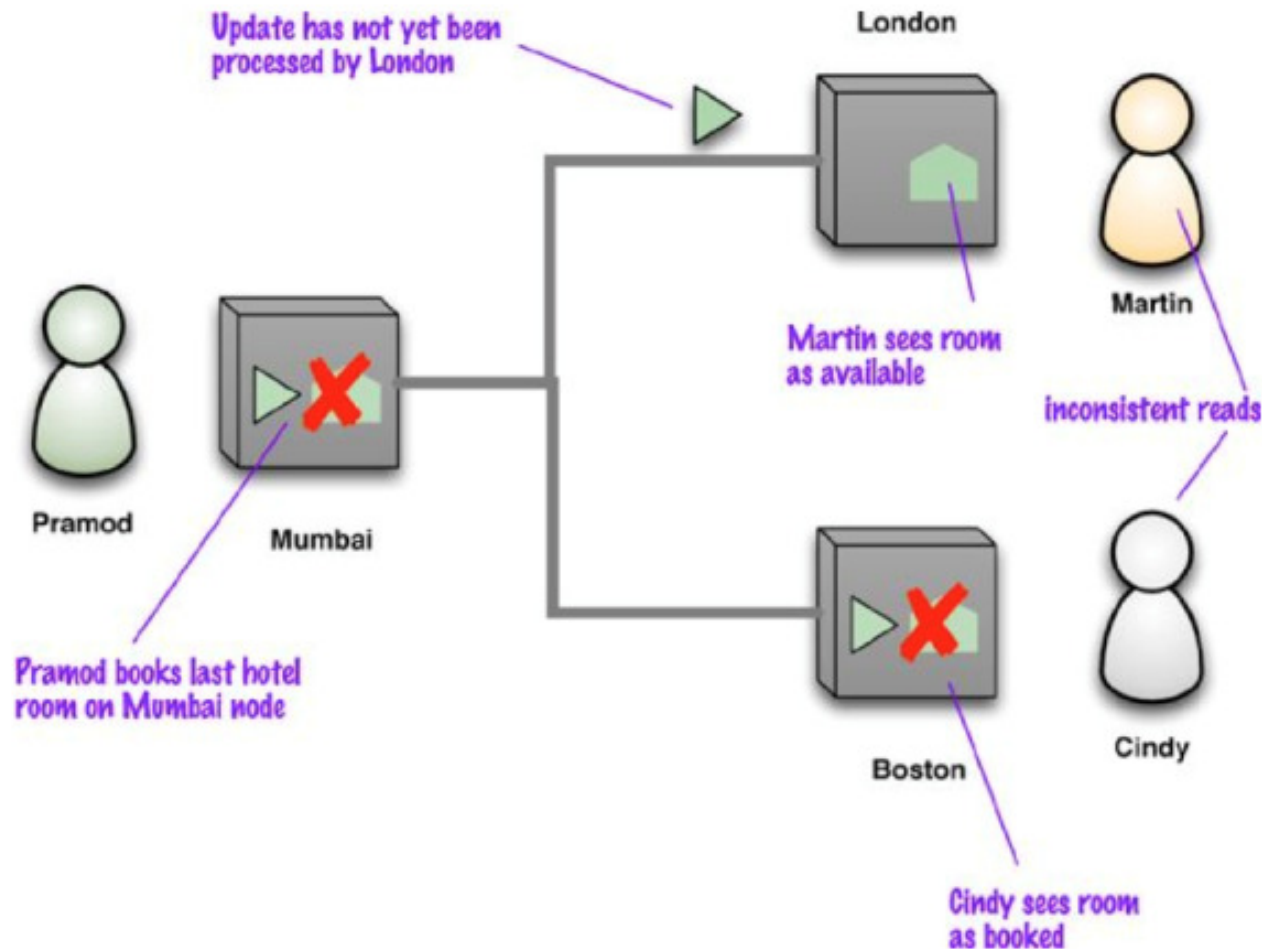 Update has not yet been
processed by London
London
Martin
Martin sees room
as available
inconsistent reads
Pramod
Mumbai
Pramod books last hotel
room on Mumbai node
Boston
Cindy
Cindy sees room
as booked